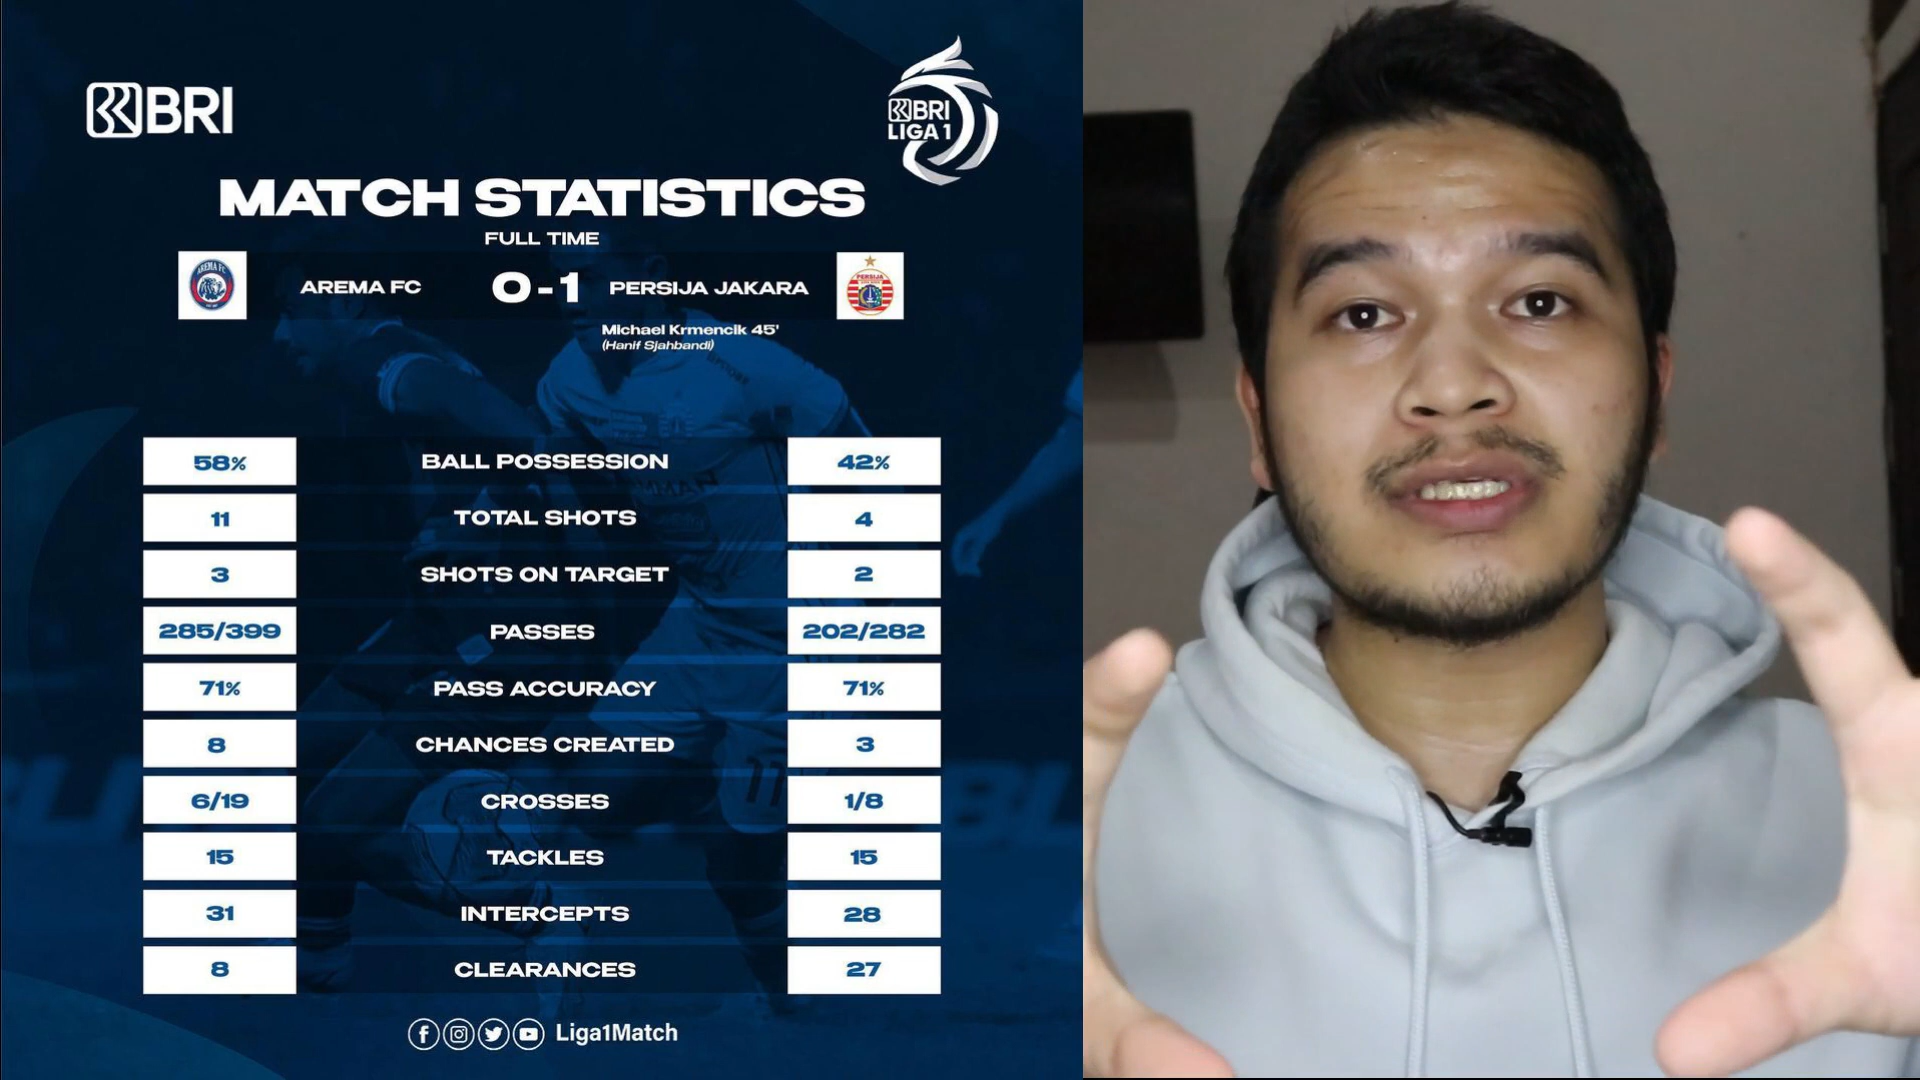 BRI
BRI
LIGA 1
MATCH STATISTICS
FULL TIME
AREMA FC 0-1 PERSIJA JAKARA
AREMA FC
PERSIJA
Michael Krmencik 45'
(Hanif Sjahbandi)
58% BALL POSSESSION 42%
11 TOTAL SHOTS 4
3 SHOTS ON TARGET 2
285/399 PASSES 202/282
71% PASS ACCURACY 71%
8 CHANCES CREATED 3
6/19 CROSSES 1/8
15 TACKLES 15
31 INTERCEPTS 28
8 CLEARANCES 27
Liga1Match